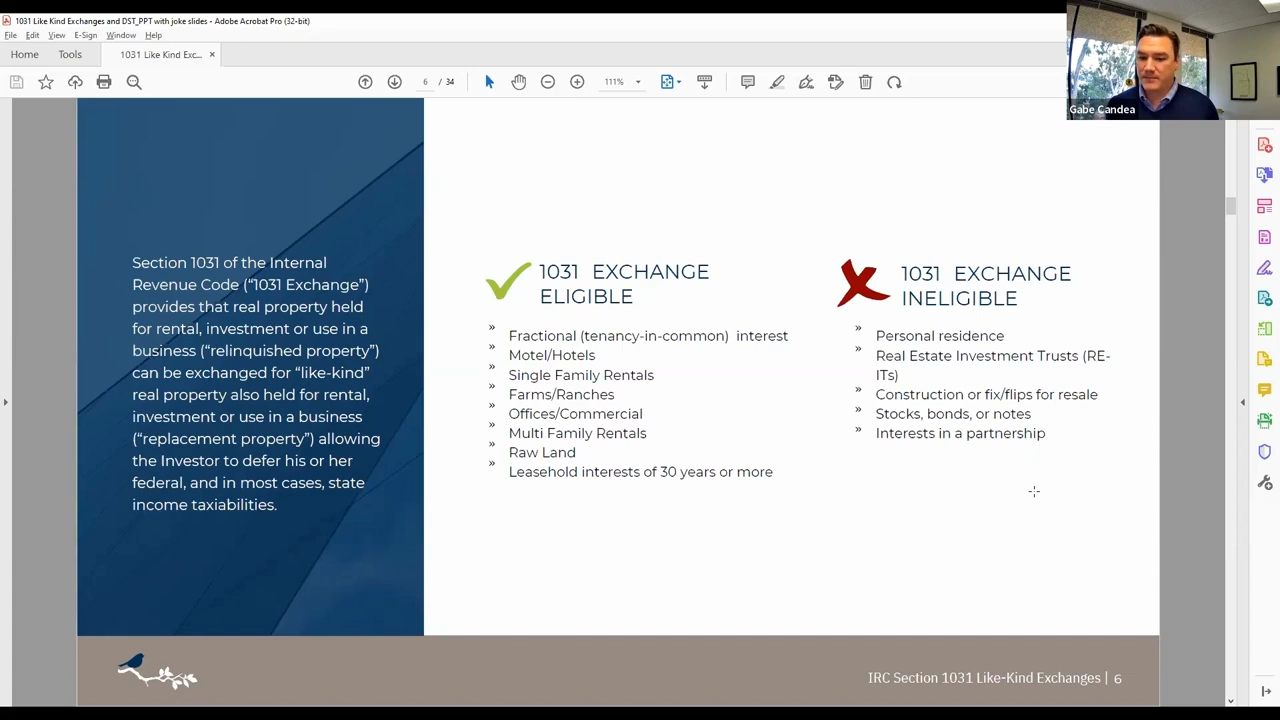 1031 Like Kind Exchanges and DST_PPT with joke slides - Adobe Acrobat Pro (32-bit)
File Edit View E-Sign Window Help
Home Tools 1031 Like Kind Exc... ×
6 / 34 111%
Gabe Candea
Section 1031 of the Internal
Revenue Code (“1031 Exchange”)
provides that real property held
for rental, investment or use in a
business (“relinquished property”)
can be exchanged for “like-kind”
real property also held for rental,
investment or use in a business
(“replacement property”) allowing
the Investor to defer his or her
federal, and in most cases, state
income taxiabilities.
1031 EXCHANGE
ELIGIBLE
» Fractional (tenancy-in-common) interest
» Motel/Hotels
» Single Family Rentals
» Farms/Ranches
» Offices/Commercial
» Multi Family Rentals
» Raw Land
» Leasehold interests of 30 years or more
1031 EXCHANGE
INELIGIBLE
» Personal residence
» Real Estate Investment Trusts (RE-
ITs)
» Construction or fix/flips for resale
» Stocks, bonds, or notes
» Interests in a partnership
IRC Section 1031 Like-Kind Exchanges | 6